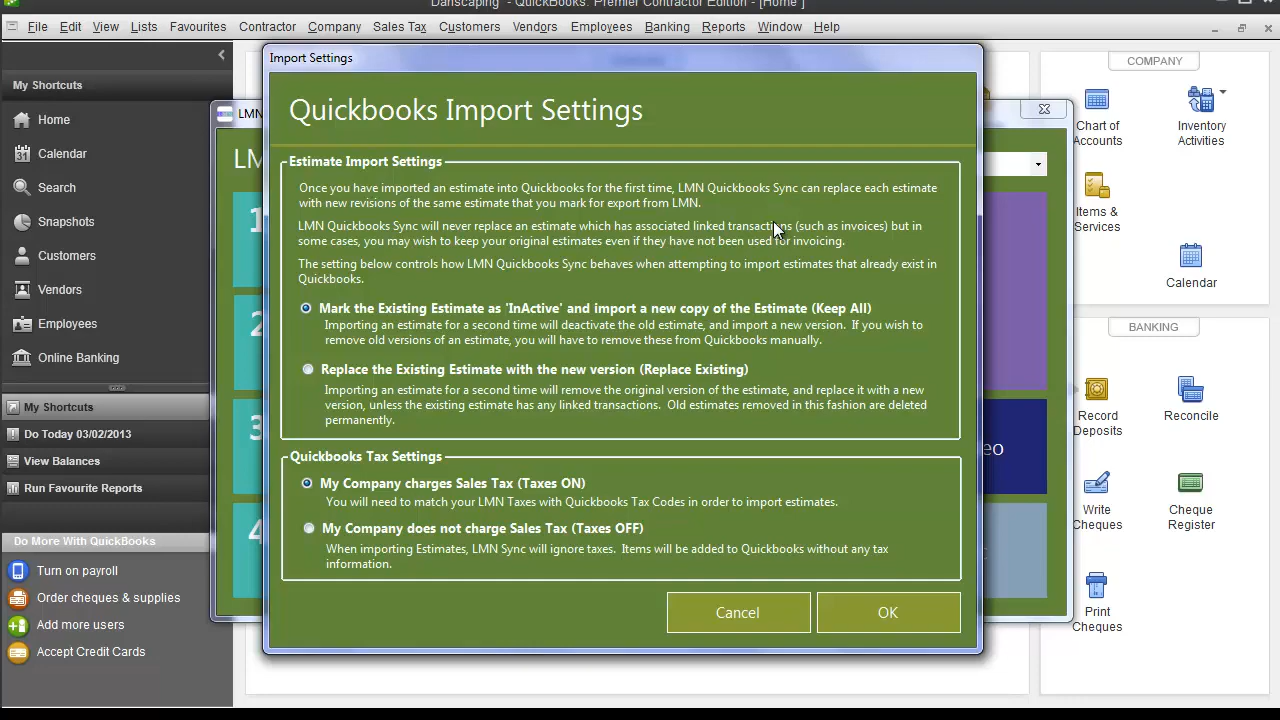 Danscaping - QuickBooks: Premier Contractor Edition - [Home ]
File Edit View Lists Favourites Contractor Company Sales Tax Customers Vendors Employees Banking Reports Window Help
My Shortcuts
Home
31 Calendar
Search
Snapshots
Customers
Vendors
Employees
Online Banking
My Shortcuts
Do Today 03/02/2013
View Balances
Run Favourite Reports
Do More With QuickBooks
Turn on payroll
Order cheques & supplies
Add more users
Accept Credit Cards
LMN
LM
1
2
3
4
Import Settings
Quickbooks Import Settings
Estimate Import Settings
Once you have imported an estimate into Quickbooks for the first time, LMN Quickbooks Sync can replace each estimate
with new revisions of the same estimate that you mark for export from LMN.
LMN Quickbooks Sync will never replace an estimate which has associated linked transactions (such as invoices) but in
some cases, you may wish to keep your original estimates even if they have not been used for invoicing.
The setting below controls how LMN Quickbooks Sync behaves when attempting to import estimates that already exist in
Quickbooks.
Mark the Existing Estimate as 'InActive' and import a new copy of the Estimate (Keep All)
Importing an estimate for a second time will deactivate the old estimate, and import a new version. If you wish to
remove old versions of an estimate, you will have to remove these from Quickbooks manually.
Replace the Existing Estimate with the new version (Replace Existing)
Importing an estimate for a second time will remove the original version of the estimate, and replace it with a new
version, unless the existing estimate has any linked transactions. Old estimates removed in this fashion are deleted
permanently.
Quickbooks Tax Settings
My Company charges Sales Tax (Taxes ON)
You will need to match your LMN Taxes with Quickbooks Tax Codes in order to import estimates.
My Company does not charge Sales Tax (Taxes OFF)
When importing Estimates, LMN Sync will ignore taxes. Items will be added to Quickbooks without any tax
information.
Cancel OK
eo
COMPANY
Chart of
Accounts
Inventory
Activities
Items &
Services
Calendar
BANKING
Record
Deposits
Reconcile
Write
Cheques
Cheque
Register
Print
Cheques